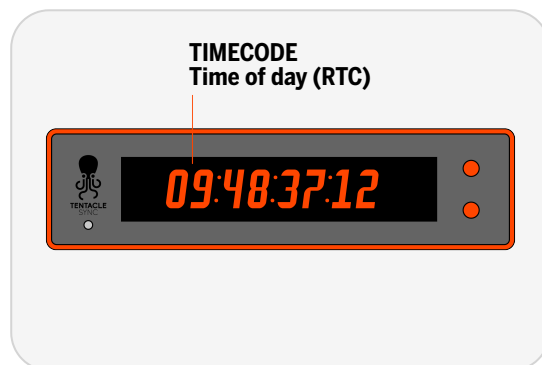 TIMECODE
Time of day (RTC)
09:48:37:12
TENTACLE
SYNC